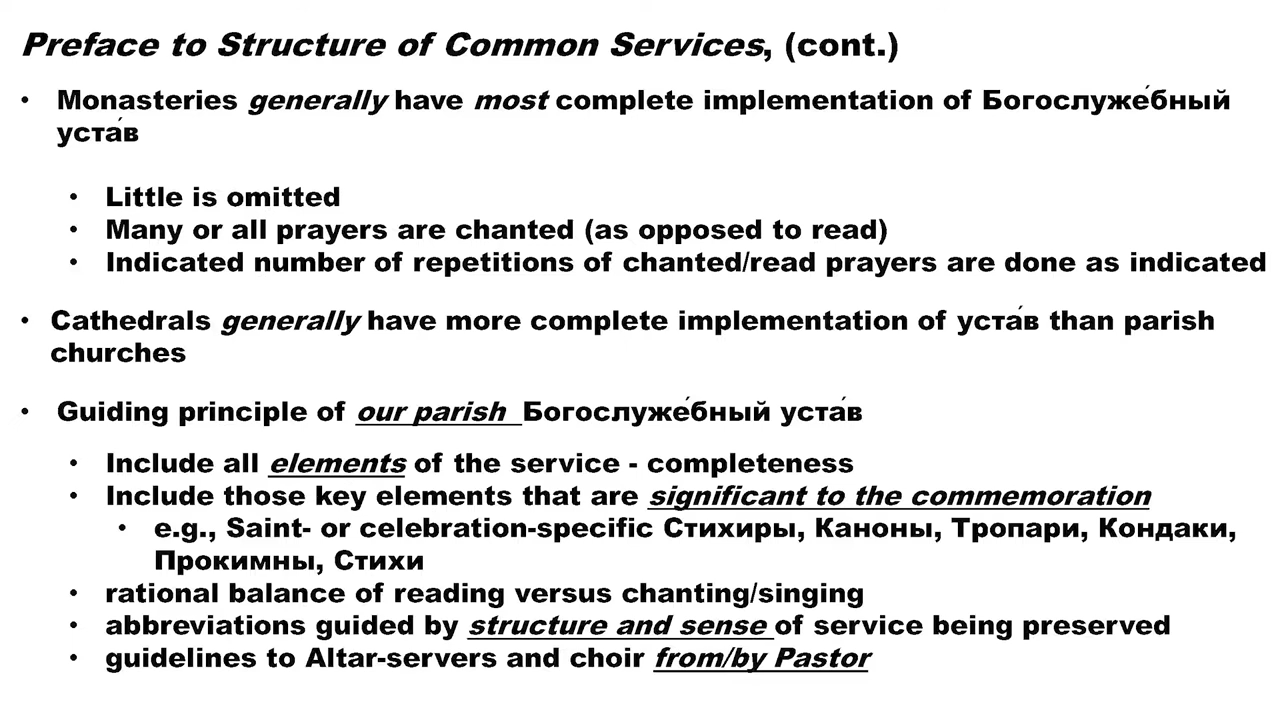 Preface to Structure of Common Services, (cont.)
• Monasteries generally have most complete implementation of Богослуже́бный
уста́в
• Little is omitted
• Many or all prayers are chanted (as opposed to read)
• Indicated number of repetitions of chanted/read prayers are done as indicated
• Cathedrals generally have more complete implementation of уста́в than parish
churches
• Guiding principle of our parish Богослуже́бный уста́в
• Include all elements of the service - completeness
• Include those key elements that are significant to the commemoration
• e.g., Saint- or celebration-specific Стихиры, Каноны, Тропари, Кондаки,
Прокимны, Стихи
• rational balance of reading versus chanting/singing
• abbreviations guided by structure and sense of service being preserved
• guidelines to Altar-servers and choir from/by Pastor